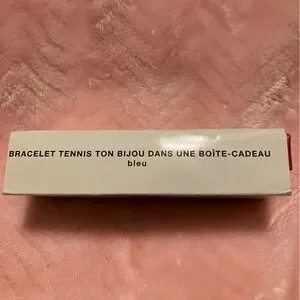 BRACELET TENNIS TON BIJOU DANS UNE BOÎTE-CADEAU
bleu